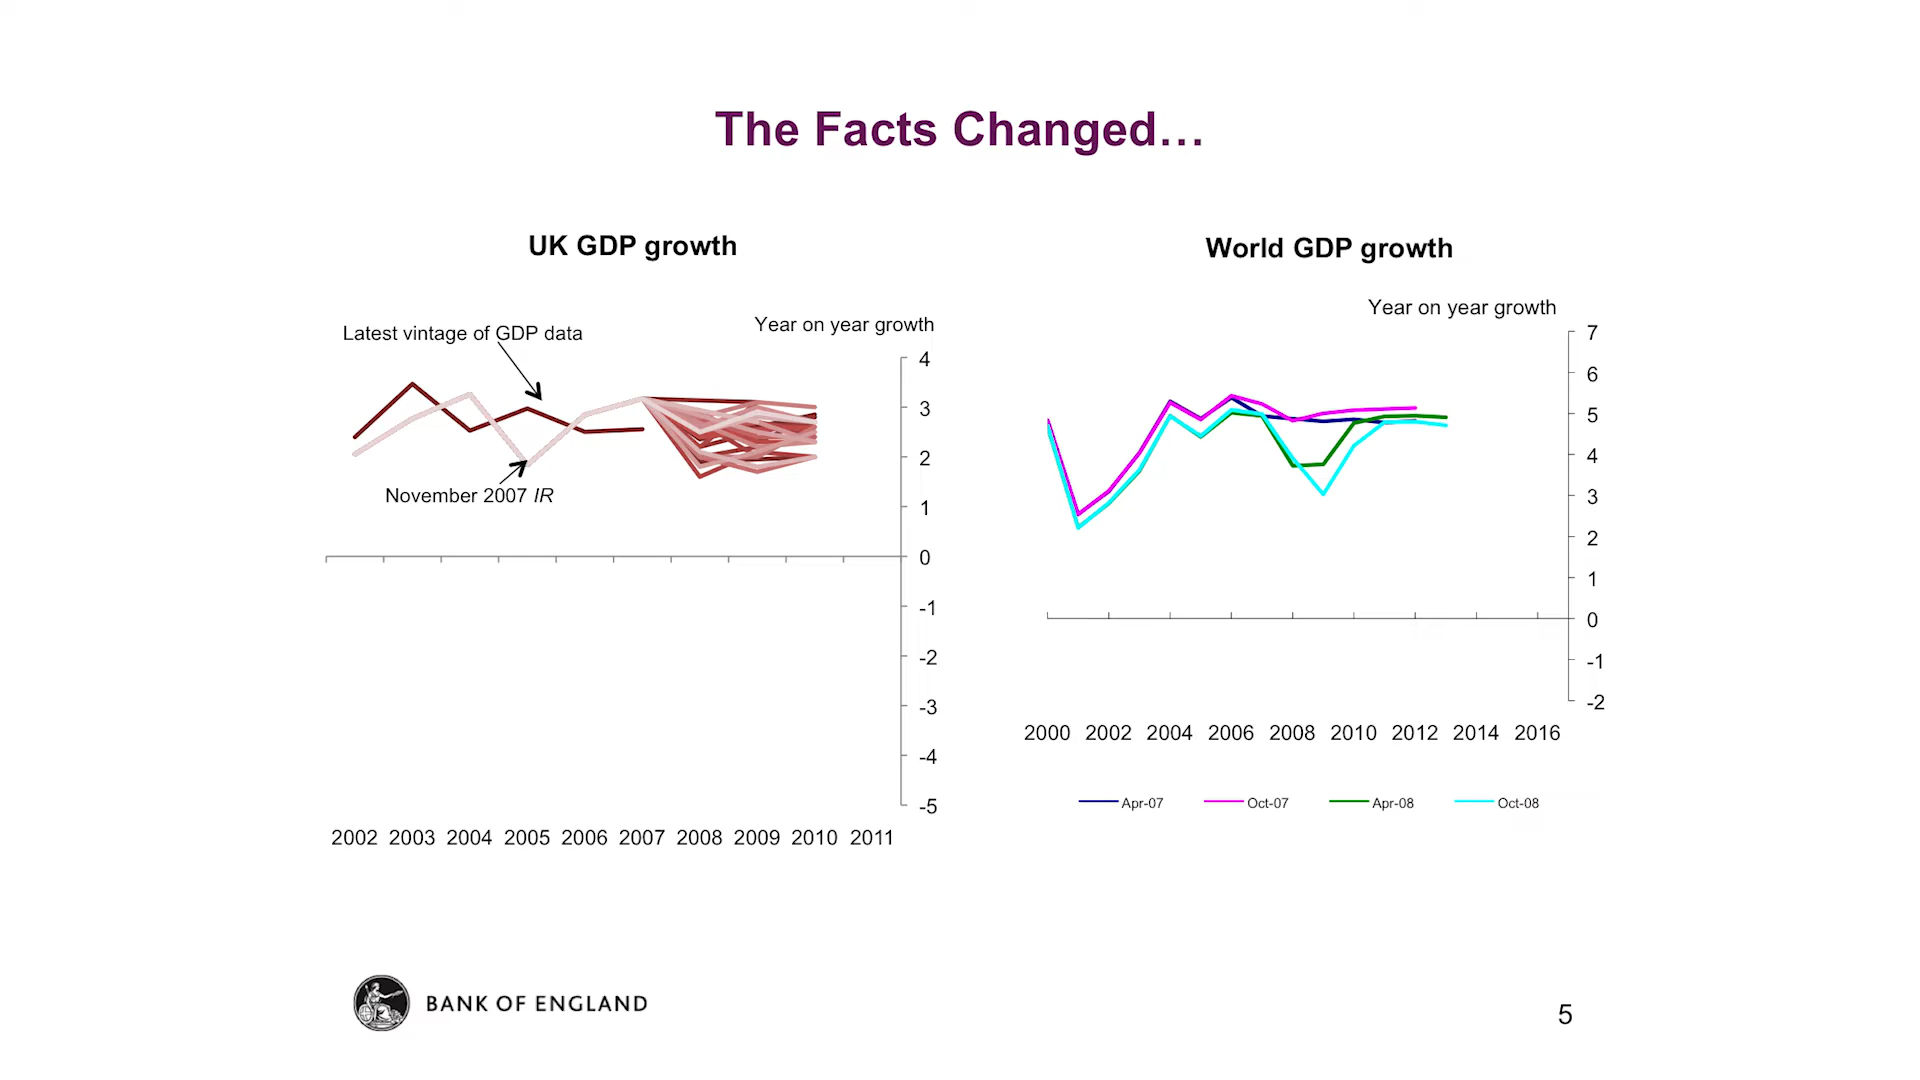 The Facts Changed…
UK GDP growth
World GDP growth
Year on year growth
Latest vintage of GDP data
Year on year growth
November 2007 IR
4
3
2
1
0
-1
-2
-3
-4
-5
2002 2003 2004 2005 2006 2007 2008 2009 2010 2011
7
6
5
4
3
2
1
0
-1
-2
2000 2002 2004 2006 2008 2010 2012 2014 2016
Apr-07 Oct-07 Apr-08 Oct-08
BANK OF ENGLAND
5